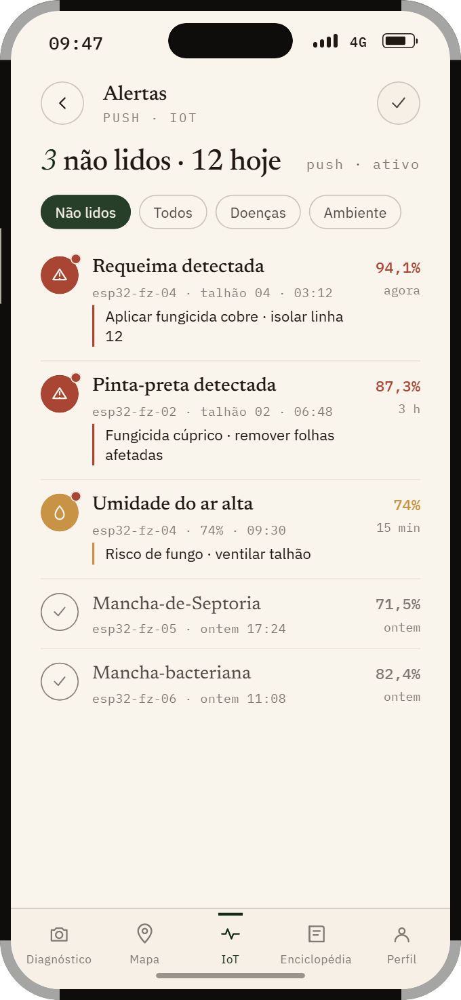 09:47
4G
Alertas
PUSH · IOT
3 não lidos · 12 hoje
push · ativo
Não lidos
Todos
Doenças
Ambiente
Requeima detectada
94,1%
esp32-fz-04 · talhão 04 · 03:12
agora
Aplicar fungicida cobre · isolar linha
12
Pinta-preta detectada
87,3%
esp32-fz-02 · talhão 02 · 06:48
3 h
Fungicida cúprico · remover folhas
afetadas
Umidade do ar alta
74%
esp32-fz-04 · 74% · 09:30
15 min
Risco de fungo · ventilar talhão
Mancha-de-Septoria
71,5%
esp32-fz-05 · ontem 17:24
ontem
Mancha-bacteriana
82,4%
esp32-fz-06 · ontem 11:08
ontem
Diagnóstico
Mapa
IoT
Enciclopédia
Perfil